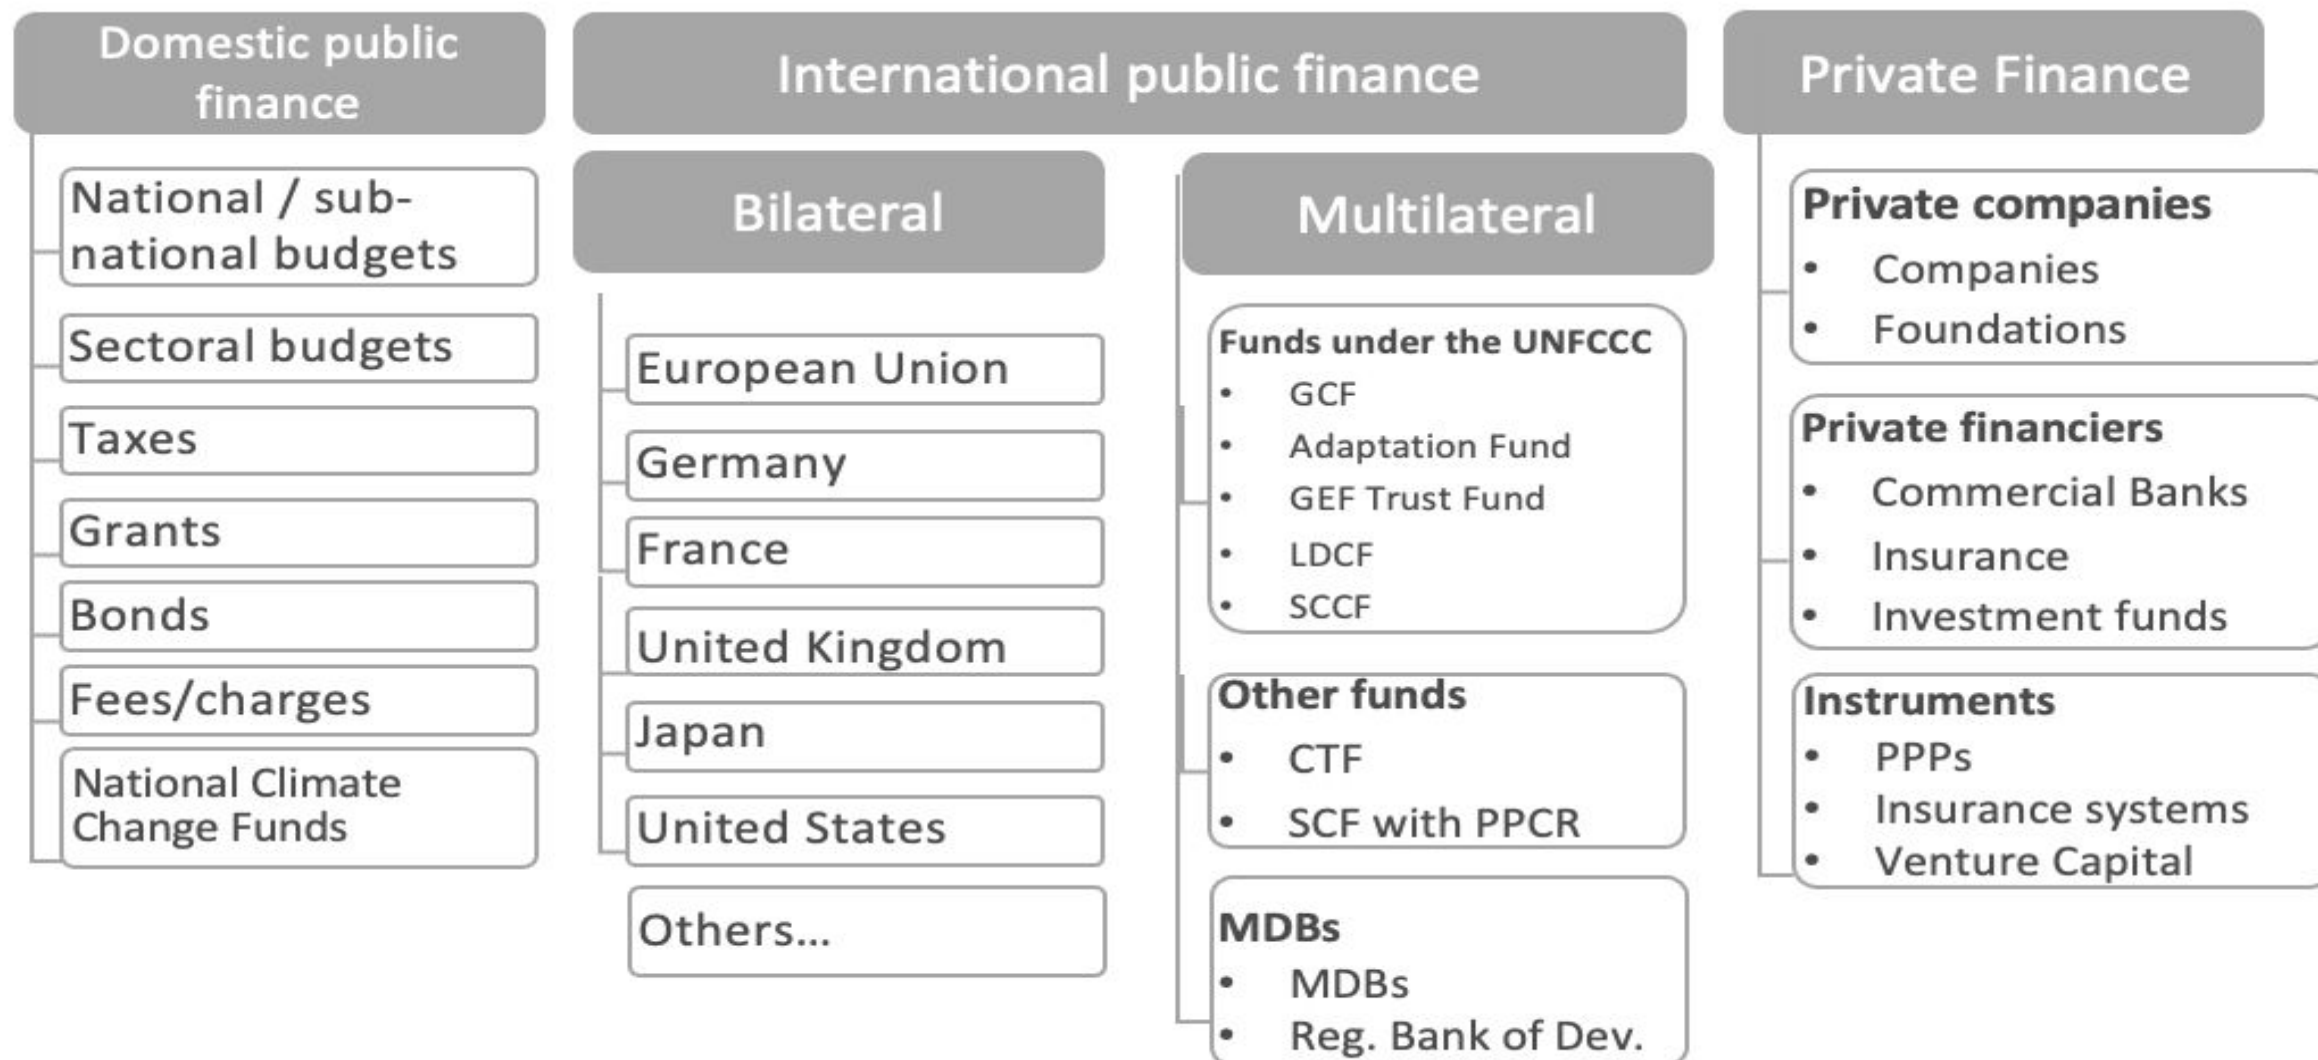 Domestic public
finance
National / sub-
national budgets
Sectoral budgets
Taxes
Grants
Bonds
Fees/charges
National Climate
Change Funds
International public finance
Bilateral
European Union
Germany
France
United Kingdom
Japan
United States
Others...
Multilateral
Funds under the UNFCCC
• GCF
• Adaptation Fund
• GEF Trust Fund
• LDCF
• SCCF
Other funds
• CTF
• SCF with PPCR
MDBs
• MDBs
• Reg. Bank of Dev.
Private Finance
Private companies
• Companies
• Foundations
Private financiers
• Commercial Banks
• Insurance
• Investment funds
Instruments
• PPPs
• Insurance systems
• Venture Capital